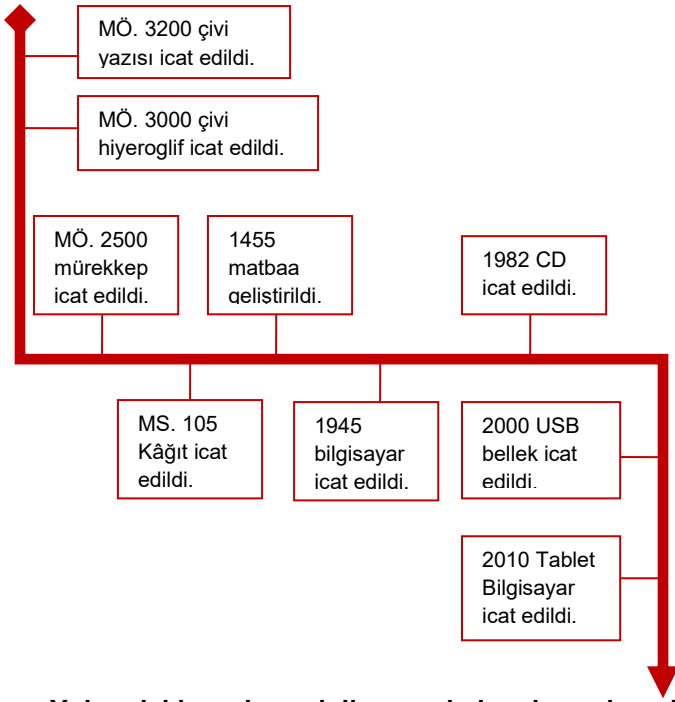 MÖ. 3200 çivi
yazısı icat edildi.
MÖ. 3000 çivi
hiyeroglif icat edildi.
MÖ. 2500
mürekkep
icat edildi.
1455
matbaa
geliştirildi.
1982 CD
icat edildi.
MS. 105
Kâğıt icat
edildi.
1945
bilgisayar
icat edildi.
2000 USB
bellek icat
edildi.
2010 Tablet
Bilgisayar
icat edildi.